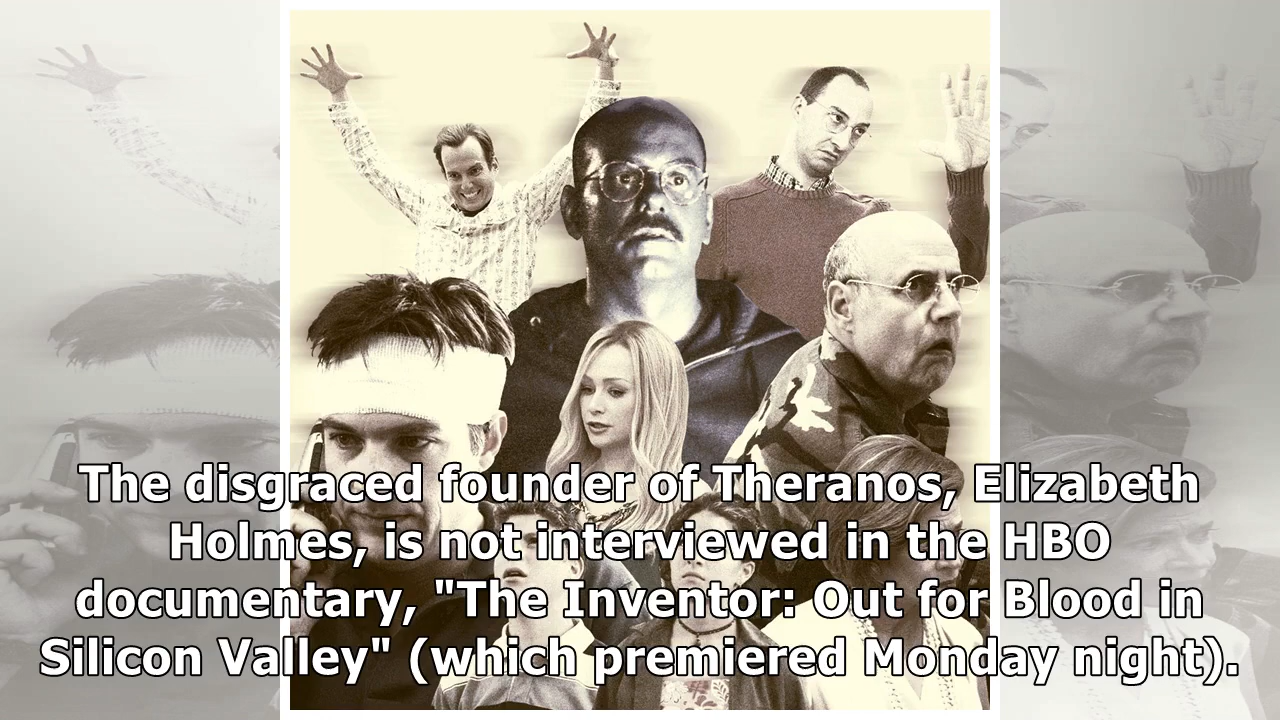 The disgraced founder of Theranos, Elizabeth
Holmes, is not interviewed in the HBO
documentary, "The Inventor: Out for Blood in
Silicon Valley" (which premiered Monday night).